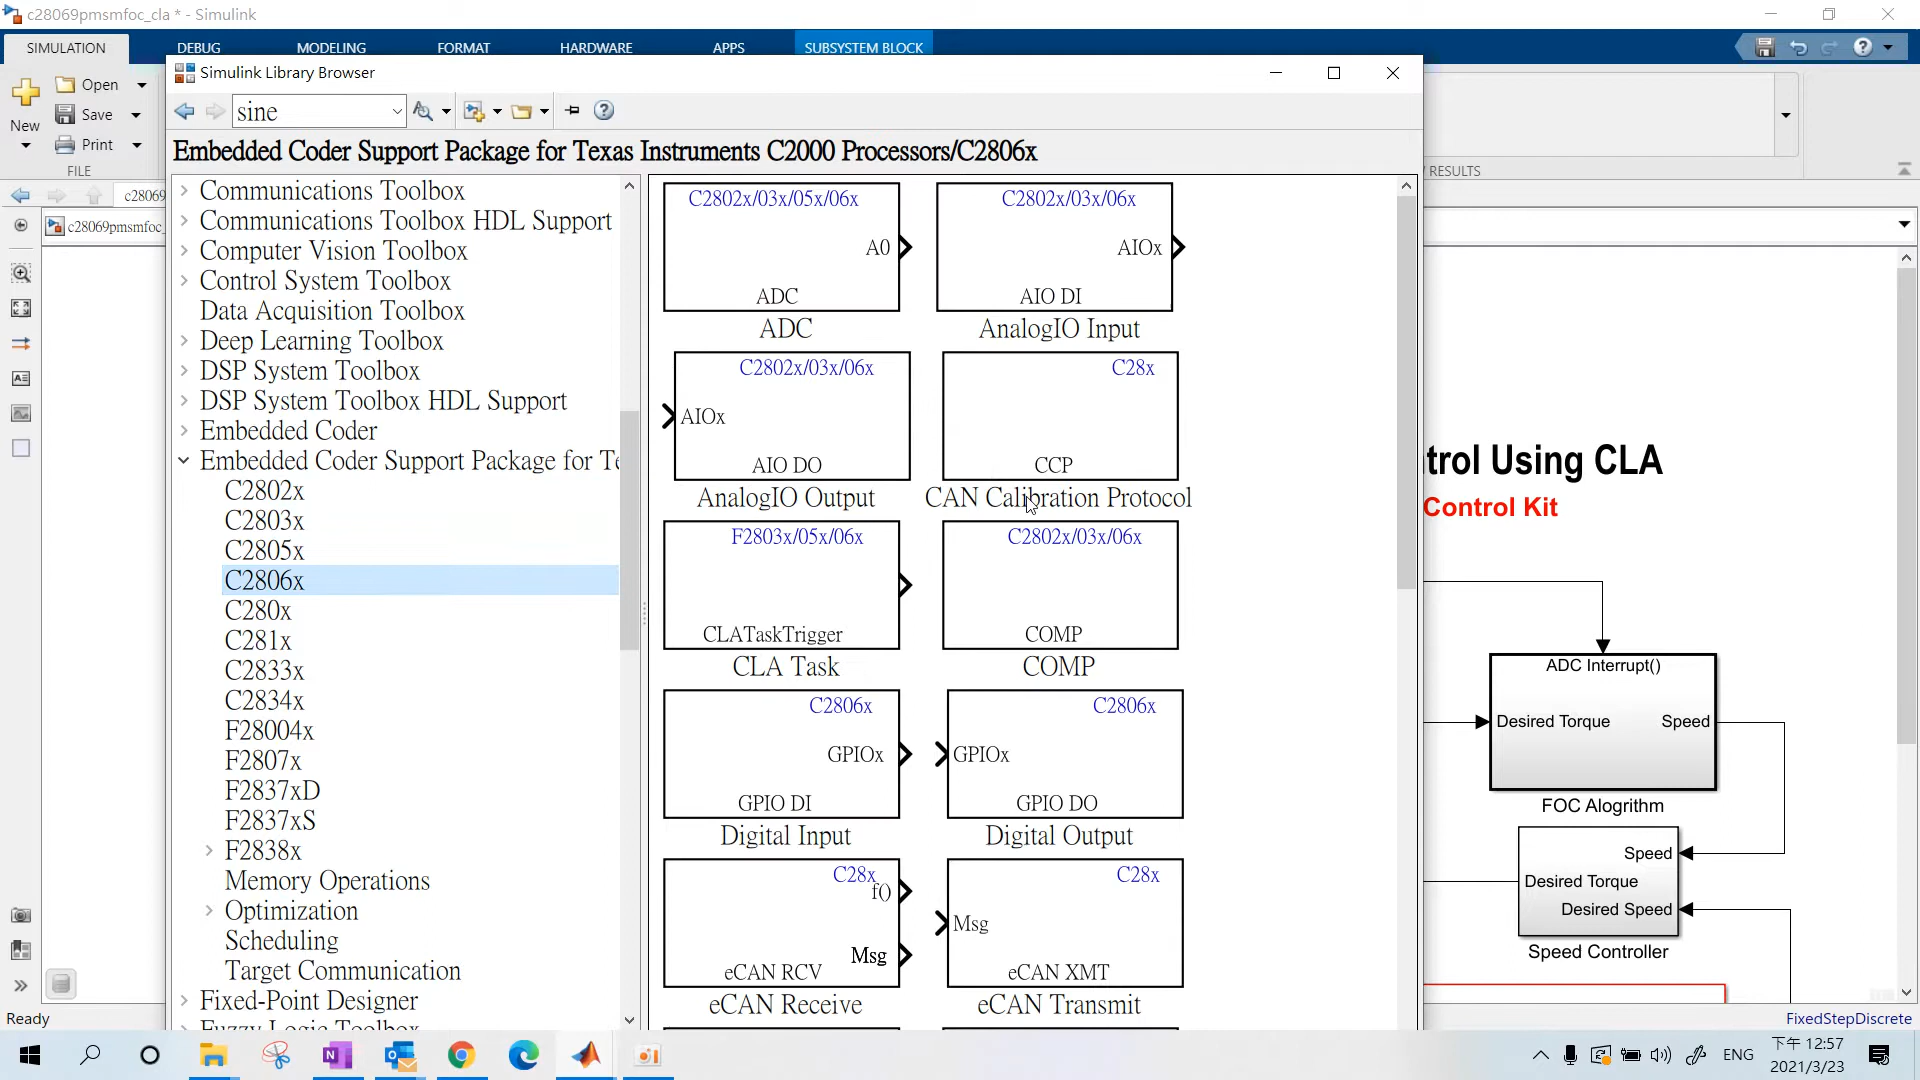 c28069pmsmfoc_cla * - Simulink
SIMULATION
DEBUG
MODELING
FORMAT
HARDWARE
APPS
SUBSYSTEM BLOCK
New
Open
Save
Print
FILE
RESULTS
c28069
c28069pmsmfoc_
Simulink Library Browser
sine
Embedded Coder Support Package for Texas Instruments C2000 Processors/C2806x
Communications Toolbox
Communications Toolbox HDL Support
Computer Vision Toolbox
Control System Toolbox
Data Acquisition Toolbox
Deep Learning Toolbox
DSP System Toolbox
DSP System Toolbox HDL Support
Embedded Coder
Embedded Coder Support Package for Te
C2802x
C2803x
C2805x
C2806x
C280x
C281x
C2833x
C2834x
F28004x
F2807x
F2837xD
F2837xS
F2838x
Memory Operations
Optimization
Scheduling
Target Communication
Fixed-Point Designer
Fuzzy Logic Toolbox
C2802x/03x/05x/06x
A0
ADC
ADC
C2802x/03x/06x
AIOx
AIO DI
AnalogIO Input
C2802x/03x/06x
AIOx
AIO DO
AnalogIO Output
C28x
CCP
CAN Calibration Protocol
F2803x/05x/06x
CLATaskTrigger
CLA Task
C2802x/03x/06x
COMP
COMP
C2806x
GPIOx
GPIO DI
Digital Input
C2806x
GPIOx
GPIO DO
Digital Output
C28x
f()
Msg
eCAN RCV
eCAN Receive
C28x
Msg
eCAN XMT
eCAN Transmit
trol Using CLA
Control Kit
ADC Interrupt()
Desired Torque
Speed
FOC Alogrithm
Speed
Desired Torque
Desired Speed
Speed Controller
Ready
FixedStepDiscrete
ENG
下午 12:57
2021/3/23